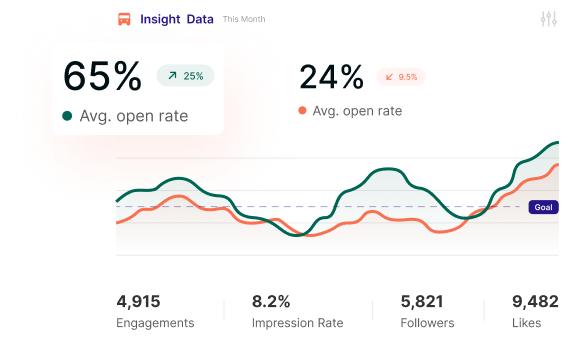 Insight Data This Month
65% 25%
Avg. open rate
24% 9.5%
Avg. open rate
Goal
4,915
Engagements
8.2%
Impression Rate
5,821
Followers
9,482
Likes